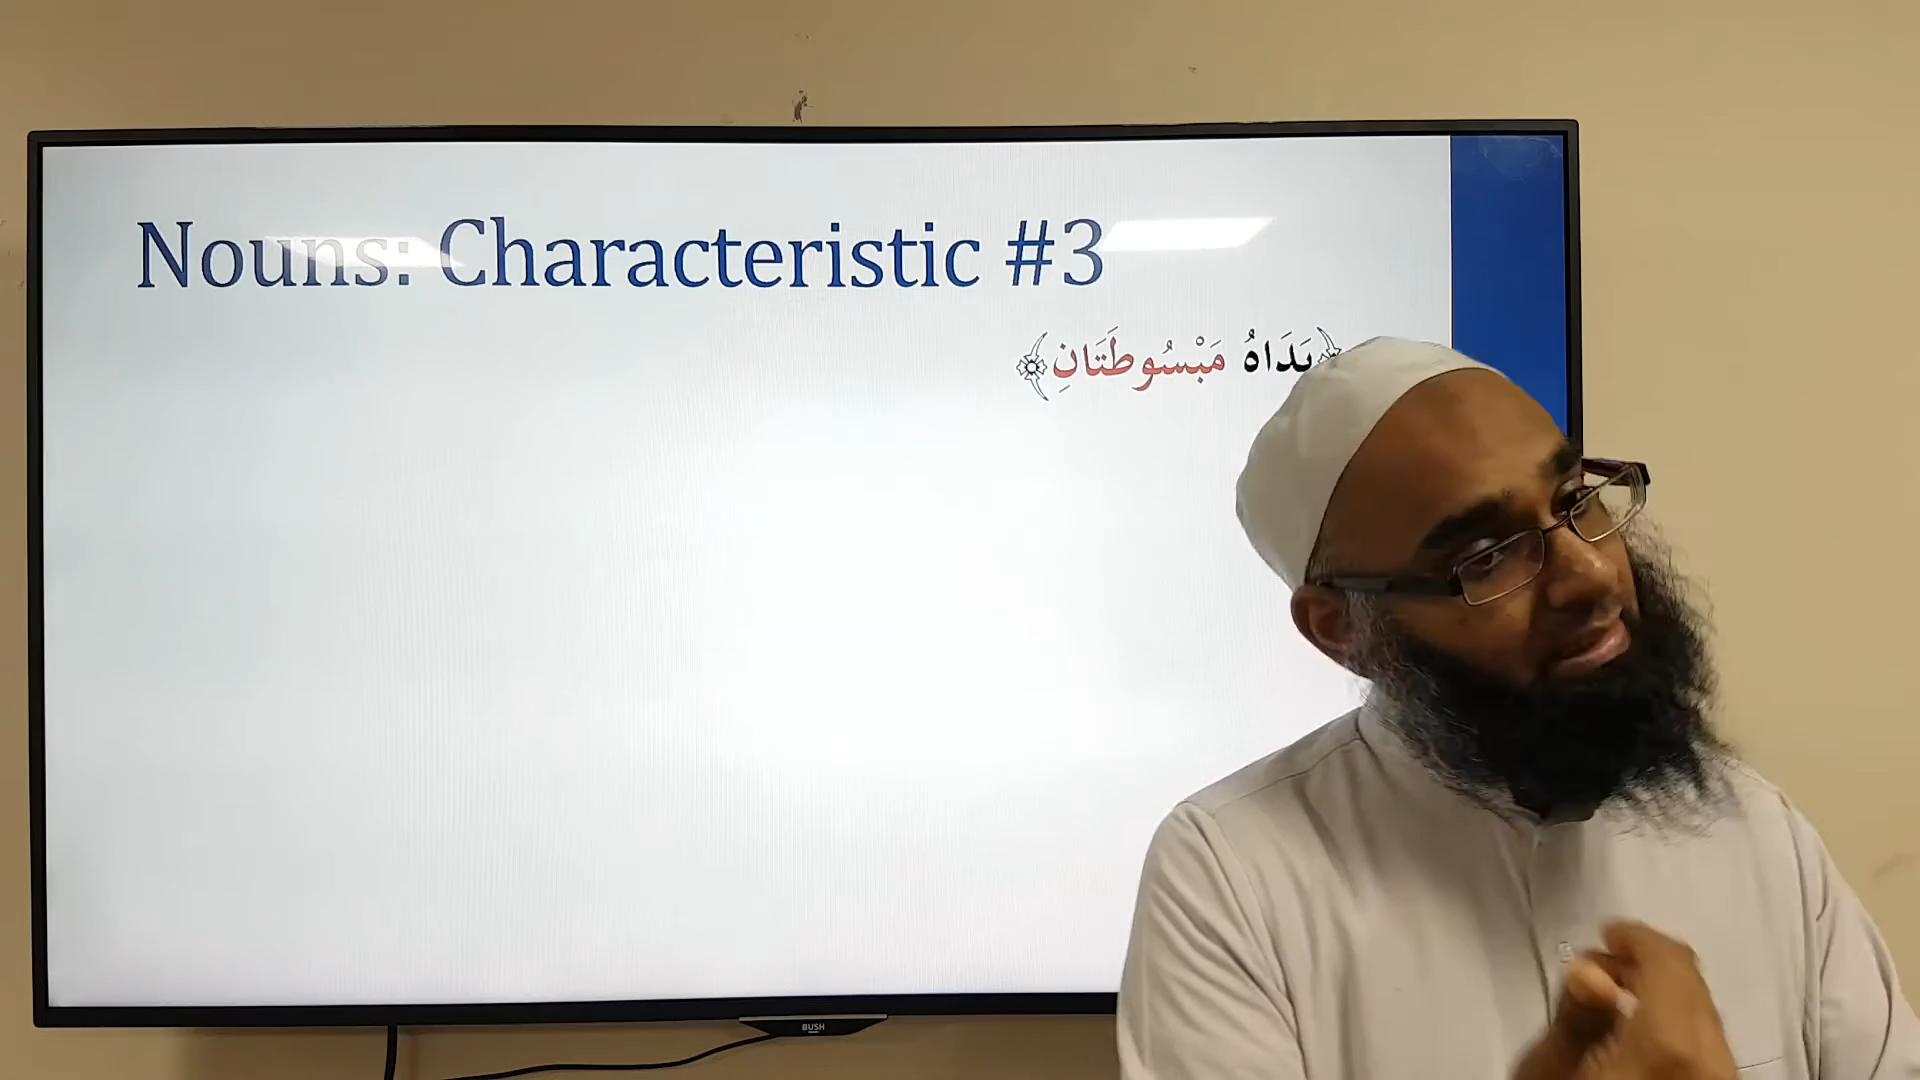 Nouns: Characteristic #3
﴿يَدَاهُ مَبْسُوطَتَانِ﴾
BUSH